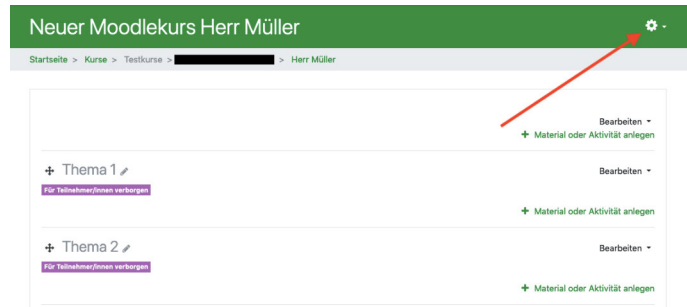 Neuer Moodlekurs Herr Müller
Startseite > Kurse > Testkurse > > Herr Müller
Bearbeiten
+ Material oder Aktivität anlegen
Thema 1
Bearbeiten
Für Teilnehmer/innen verborgen
+ Material oder Aktivität anlegen
Thema 2
Bearbeiten
Für Teilnehmer/innen verborgen
+ Material oder Aktivität anlegen